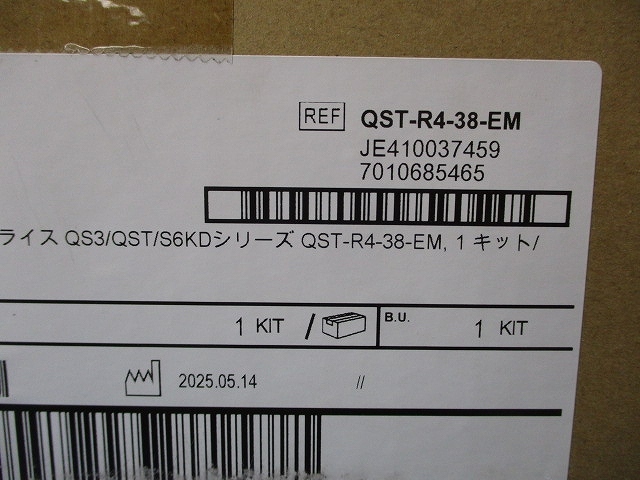 REF QST-R4-38-EM
JE410037459
7010685465
ライス QS3/QST/S6KDシリーズ QST-R4-38-EM, 1 キット/
1 KIT / B.U. 1 KIT
2025.05.14 //